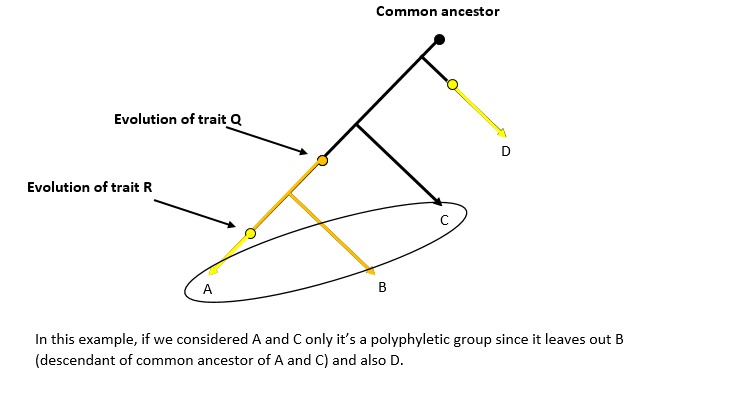 Common ancestor
Evolution of trait Q
D
Evolution of trait R
C
A
B
In this example, if we considered A and C only it's a polyphyletic group since it leaves out B
(descendant of common ancestor of A and C) and also D.